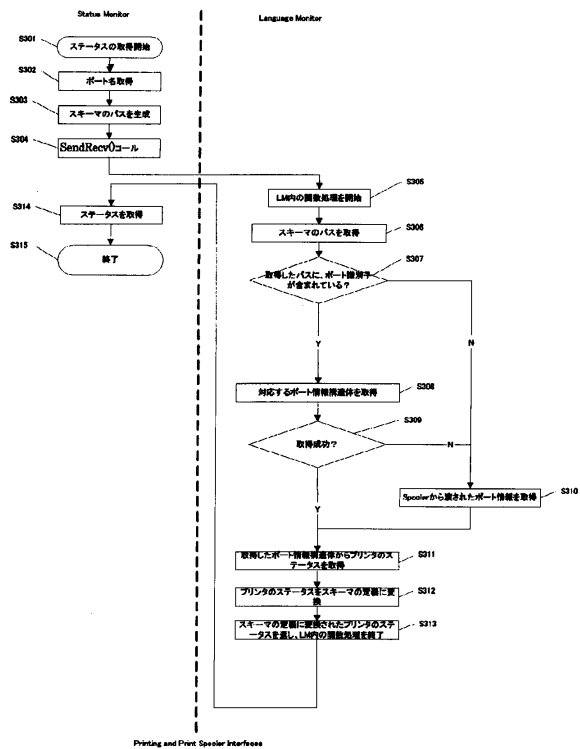 Status Monitor
Language Monitor
S301
ステータスの取得開始
S302
ポート名取得
S303
スキーマのパスを生成
S304
SendRecv()コール
S305
LM内の関数処理を開始
S306
スキーマのパスを取得
S307
取得したパスに、ポート識別子
が含まれている?
Y
N
S308
対応するポート情報構造体を取得
S309
取得成功?
N
Y
S310
Spoolerから渡されたポート情報を取得
S311
取得したポート情報構造体からプリンタのス
テータスを取得
S312
プリンタのステータスをスキーマの定義に変
換
S313
スキーマの定義に変換されたプリンタのステ
ータスを返し、LM内の関数処理を終了
S314
ステータスを取得
S315
終了
Printing and Print Spooler Interfaces